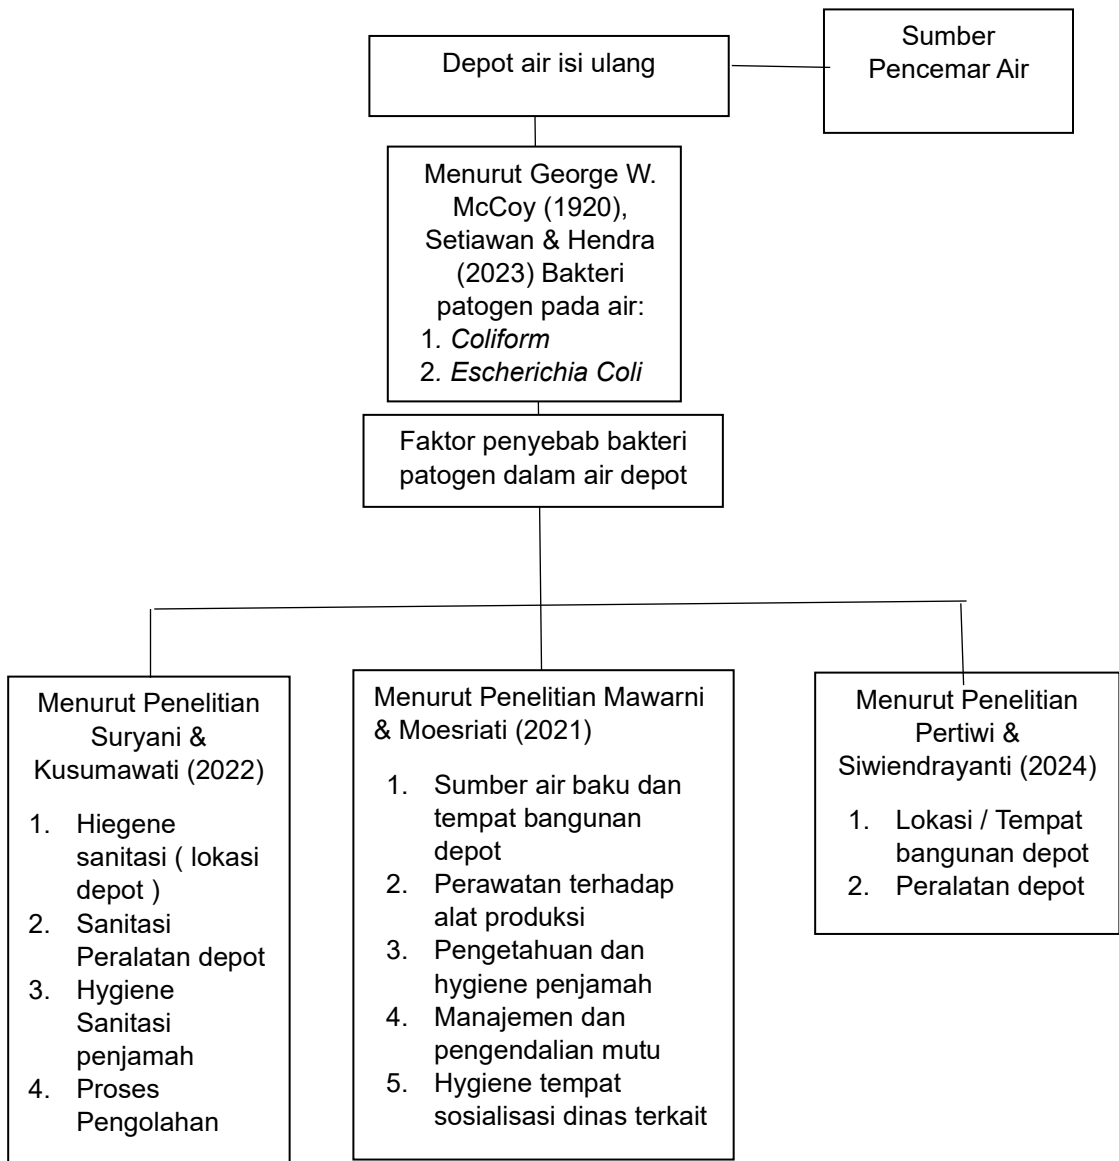 Depot air isi ulang
Sumber
Pencemar Air
Menurut George W.
McCoy (1920),
Setiawan & Hendra
(2023) Bakteri
patogen pada air:
1. Coliform
2. Escherichia Coli
Faktor penyebab bakteri
patogen dalam air depot
Menurut Penelitian
Suryani &
Kusumawati (2022)
1. Hiegene
sanitasi ( lokasi
depot )
2. Sanitasi
Peralatan depot
3. Hygiene
Sanitasi
penjamah
4. Proses
Pengolahan
Menurut Penelitian Mawarni
& Moesriati (2021)
1. Sumber air baku dan
tempat bangunan
depot
2. Perawatan terhadap
alat produksi
3. Pengetahuan dan
hygiene penjamah
4. Manajemen dan
pengendalian mutu
5. Hygiene tempat
sosialisasi dinas terkait
Menurut Penelitian
Pertiwi &
Siwiendrayanti (2024)
1. Lokasi / Tempat
bangunan depot
2. Peralatan depot